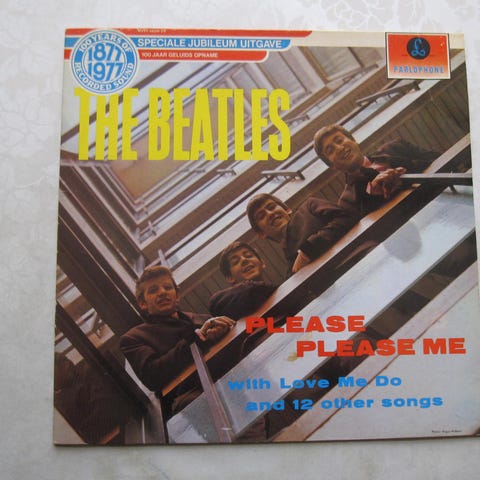 100 YEARS OF
1877
1977
RECORDED SOUND
SPECIALE JUBILEUM UITGAVE
100 JAAR GELUIDS OPNAME
PARLOPHONE
THE BEATLES
PLEASE
PLEASE ME
with Love Me Do
and 12 other songs